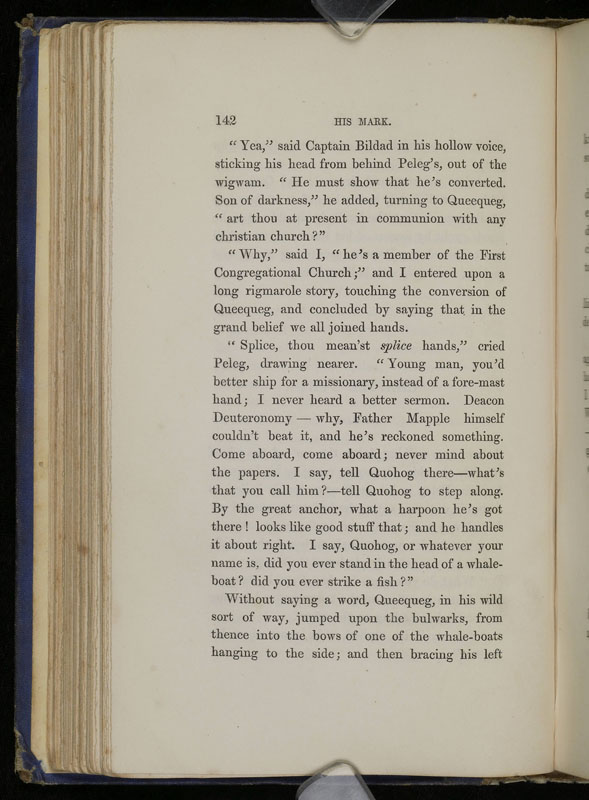 142 HIS MARK.
“Yea,” said Captain Bildad in his hollow voice,
sticking his head from behind Peleg’s, out of the
wigwam. “He must show that he’s converted.
Son of darkness,” he added, turning to Queequeg,
“art thou at present in communion with any
christian church?”
“Why,” said I, “he’s a member of the First
Congregational Church;” and I entered upon a
long rigmarole story, touching the conversion of
Queequeg, and concluded by saying that in the
grand belief we all joined hands.
“Splice, thou mean’st splice hands,” cried
Peleg, drawing nearer. “Young man, you’d
better ship for a missionary, instead of a fore-mast
hand; I never heard a better sermon. Deacon
Deuteronomy — why, Father Mapple himself
couldn’t beat it, and he’s reckoned something.
Come aboard, come aboard; never mind about
the papers. I say, tell Quohog there—what’s
that you call him?—tell Quohog to step along.
By the great anchor, what a harpoon he’s got
there! looks like good stuff that; and he handles
it about right. I say, Quohog, or whatever your
name is, did you ever stand in the head of a whale-
boat? did you ever strike a fish?”
Without saying a word, Queequeg, in his wild
sort of way, jumped upon the bulwarks, from
thence into the bows of one of the whale-boats
hanging to the side; and then bracing his left